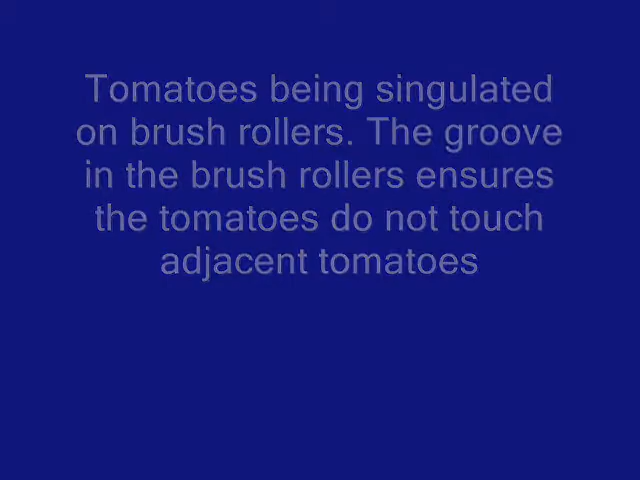 Tomatoes being singulated
on brush rollers. The groove
in the brush rollers ensures
the tomatoes do not touch
adjacent tomatoes